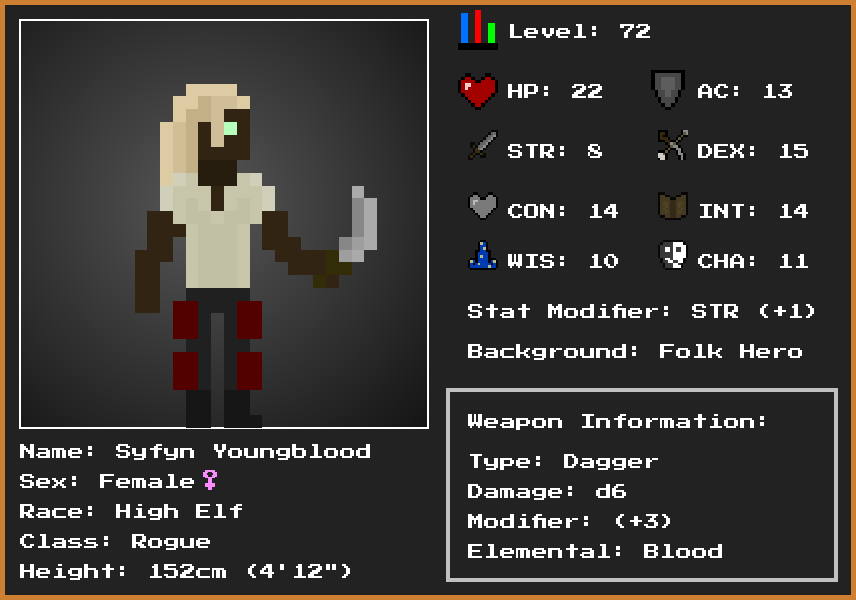 Level: 72
HP: 22
AC: 13
STR: 8
DEX: 15
CON: 14
INT: 14
WIS: 10
CHA: 11
Stat Modifier: STR (+1)
Background: Folk Hero
Weapon Information:
Type: Dagger
Damage: d6
Modifier: (+3)
Elemental: Blood
Name: Syfyn Youngblood
Sex: Female♀
Race: High Elf
Class: Rogue
Height: 152cm (4'12")